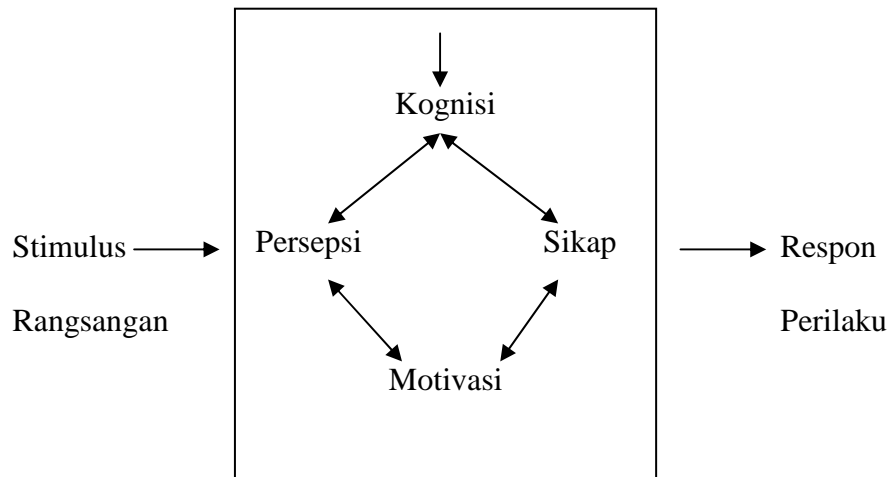 Kognisi
Stimulus Persepsi Sikap Respon
Rangsangan Perilaku
Motivasi